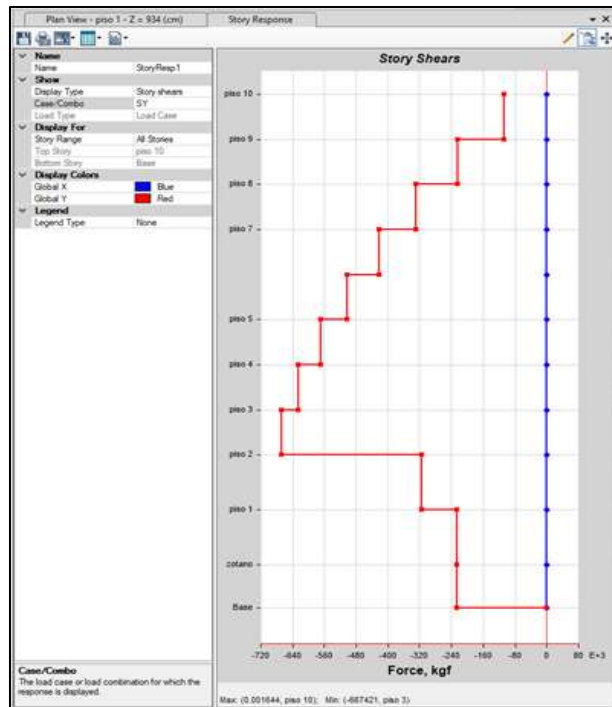 Plan View - piso 1 - Z = 934 (cm)
Story Response
Name
Name StoryResp1
Show
Display Type Story shears
Case/Combo SY
Load Type Load Case
Display For
Story Range All Stories
Top Story piso 10
Bottom Story Base
Display Colors
Global X Blue
Global Y Red
Legend
Legend Type None
Case/Combo
The load case or load combination for which the
response is displayed.
Story Shears
piso 10
piso 9
piso 8
piso 7
piso 5
piso 4
piso 3
piso 2
piso 1
zotano
Base
-720 -640 -560 -480 -400 -320 -240 -160 -80 0 80 E+3
Force, kgf
Max: (0.001644, piso 10); Min: (-667421, piso 3)